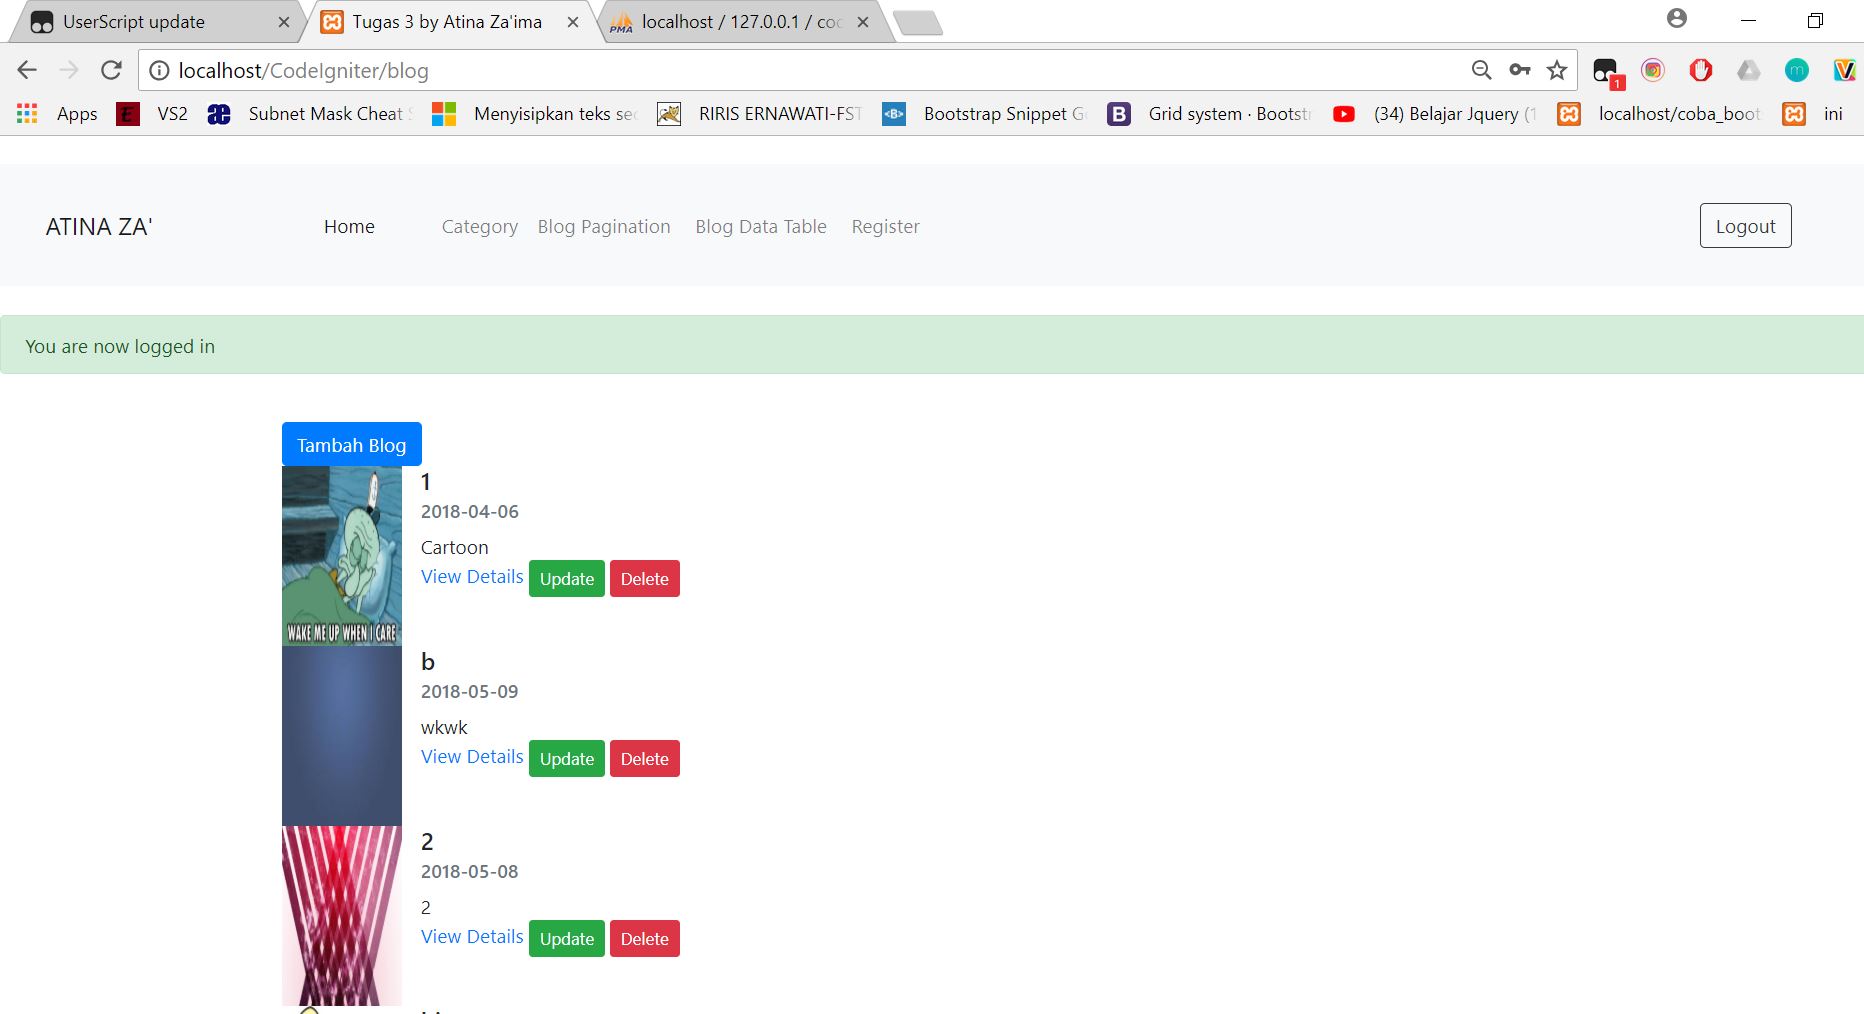 UserScript update
Tugas 3 by Atina Za'ima
localhost / 127.0.0.1 / coc
PMA
localhost/CodeIgniter/blog
1
m
Apps
VS2
Subnet Mask Cheat
Menyisipkan teks sec
RIRIS ERNAWATI-FST
Bootstrap Snippet Ge
B
Grid system · Bootstr
(34) Belajar Jquery (1
localhost/coba_boot
ini
ATINA ZA'
Home
Category
Blog Pagination
Blog Data Table
Register
Logout
You are now logged in
Tambah Blog
WAKE ME UP WHEN I CARE
1
2018-04-06
Cartoon
View Details Update Delete
b
2018-05-09
wkwk
View Details Update Delete
2
2018-05-08
2
View Details Update Delete